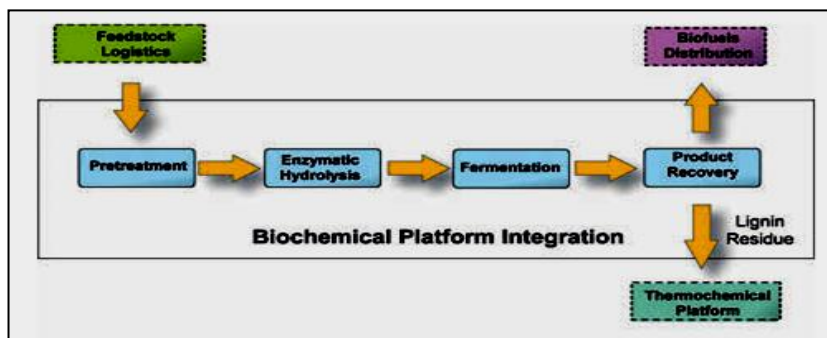 Feedstock
Logistics
Biofuels
Distribution
Pretreatment
Enzymatic
Hydrolysis
Fermentation
Product
Recovery
Biochemical Platform Integration
Lignin
Residue
Thermochemical
Platform